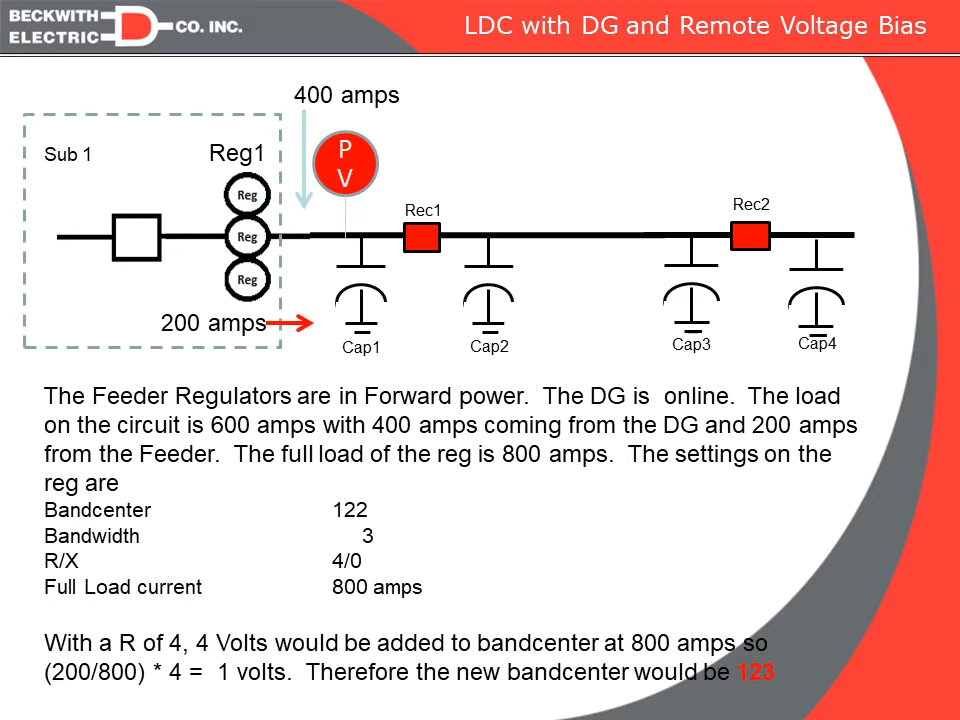 BECKWITH
ELECTRIC
CO. INC.
LDC with DG and Remote Voltage Bias
400 amps
Sub 1
Reg1
P
V
Reg
Rec1
Rec2
Reg
Reg
200 amps
Cap1
Cap2
Cap3
Cap4
The Feeder Regulators are in Forward power. The DG is online. The load
on the circuit is 600 amps with 400 amps coming from the DG and 200 amps
from the Feeder. The full load of the reg is 800 amps. The settings on the
reg are
Bandcenter 122
Bandwidth 3
R/X 4/0
Full Load current 800 amps
With a R of 4, 4 Volts would be added to bandcenter at 800 amps so
(200/800) * 4 = 1 volts. Therefore the new bandcenter would be 123